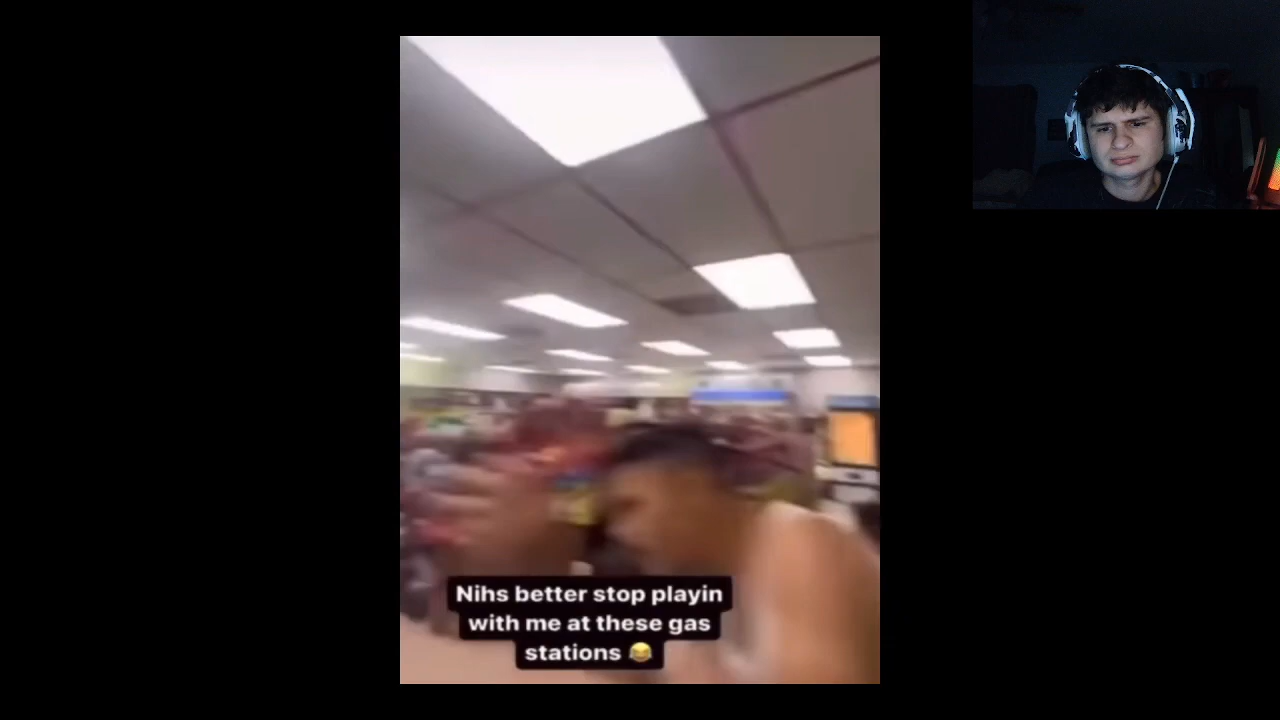 Nihs better stop playin
with me at these gas
stations 😂